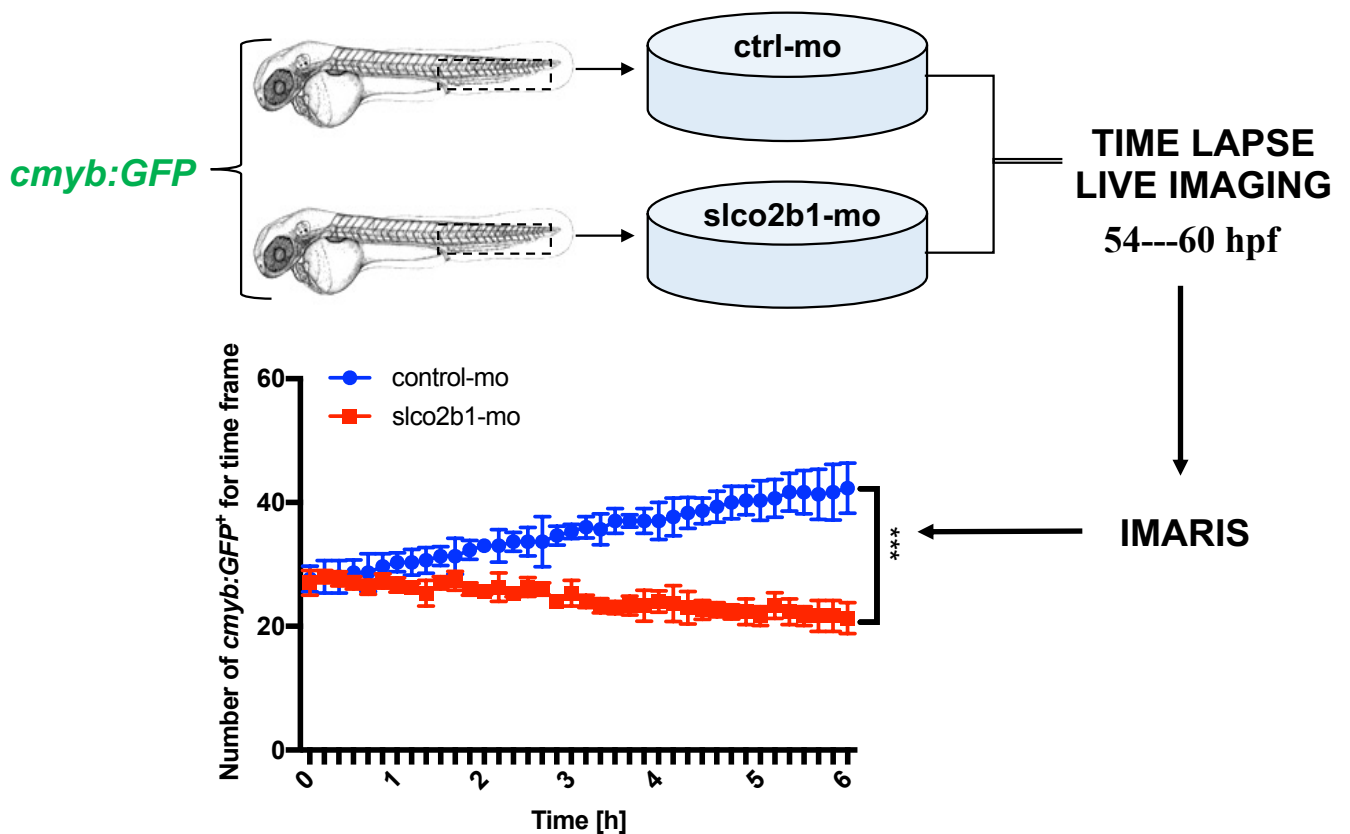 ctrl-mo
cmyb:GFP
slco2b1-mo
TIME LAPSE
LIVE IMAGING
54---60 hpf
IMARIS
Number of cmyb:GFP⁺ for time frame
60
40
20
0
control-mo
slco2b1-mo
***
0 1 2 3 4 5 6
Time [h]